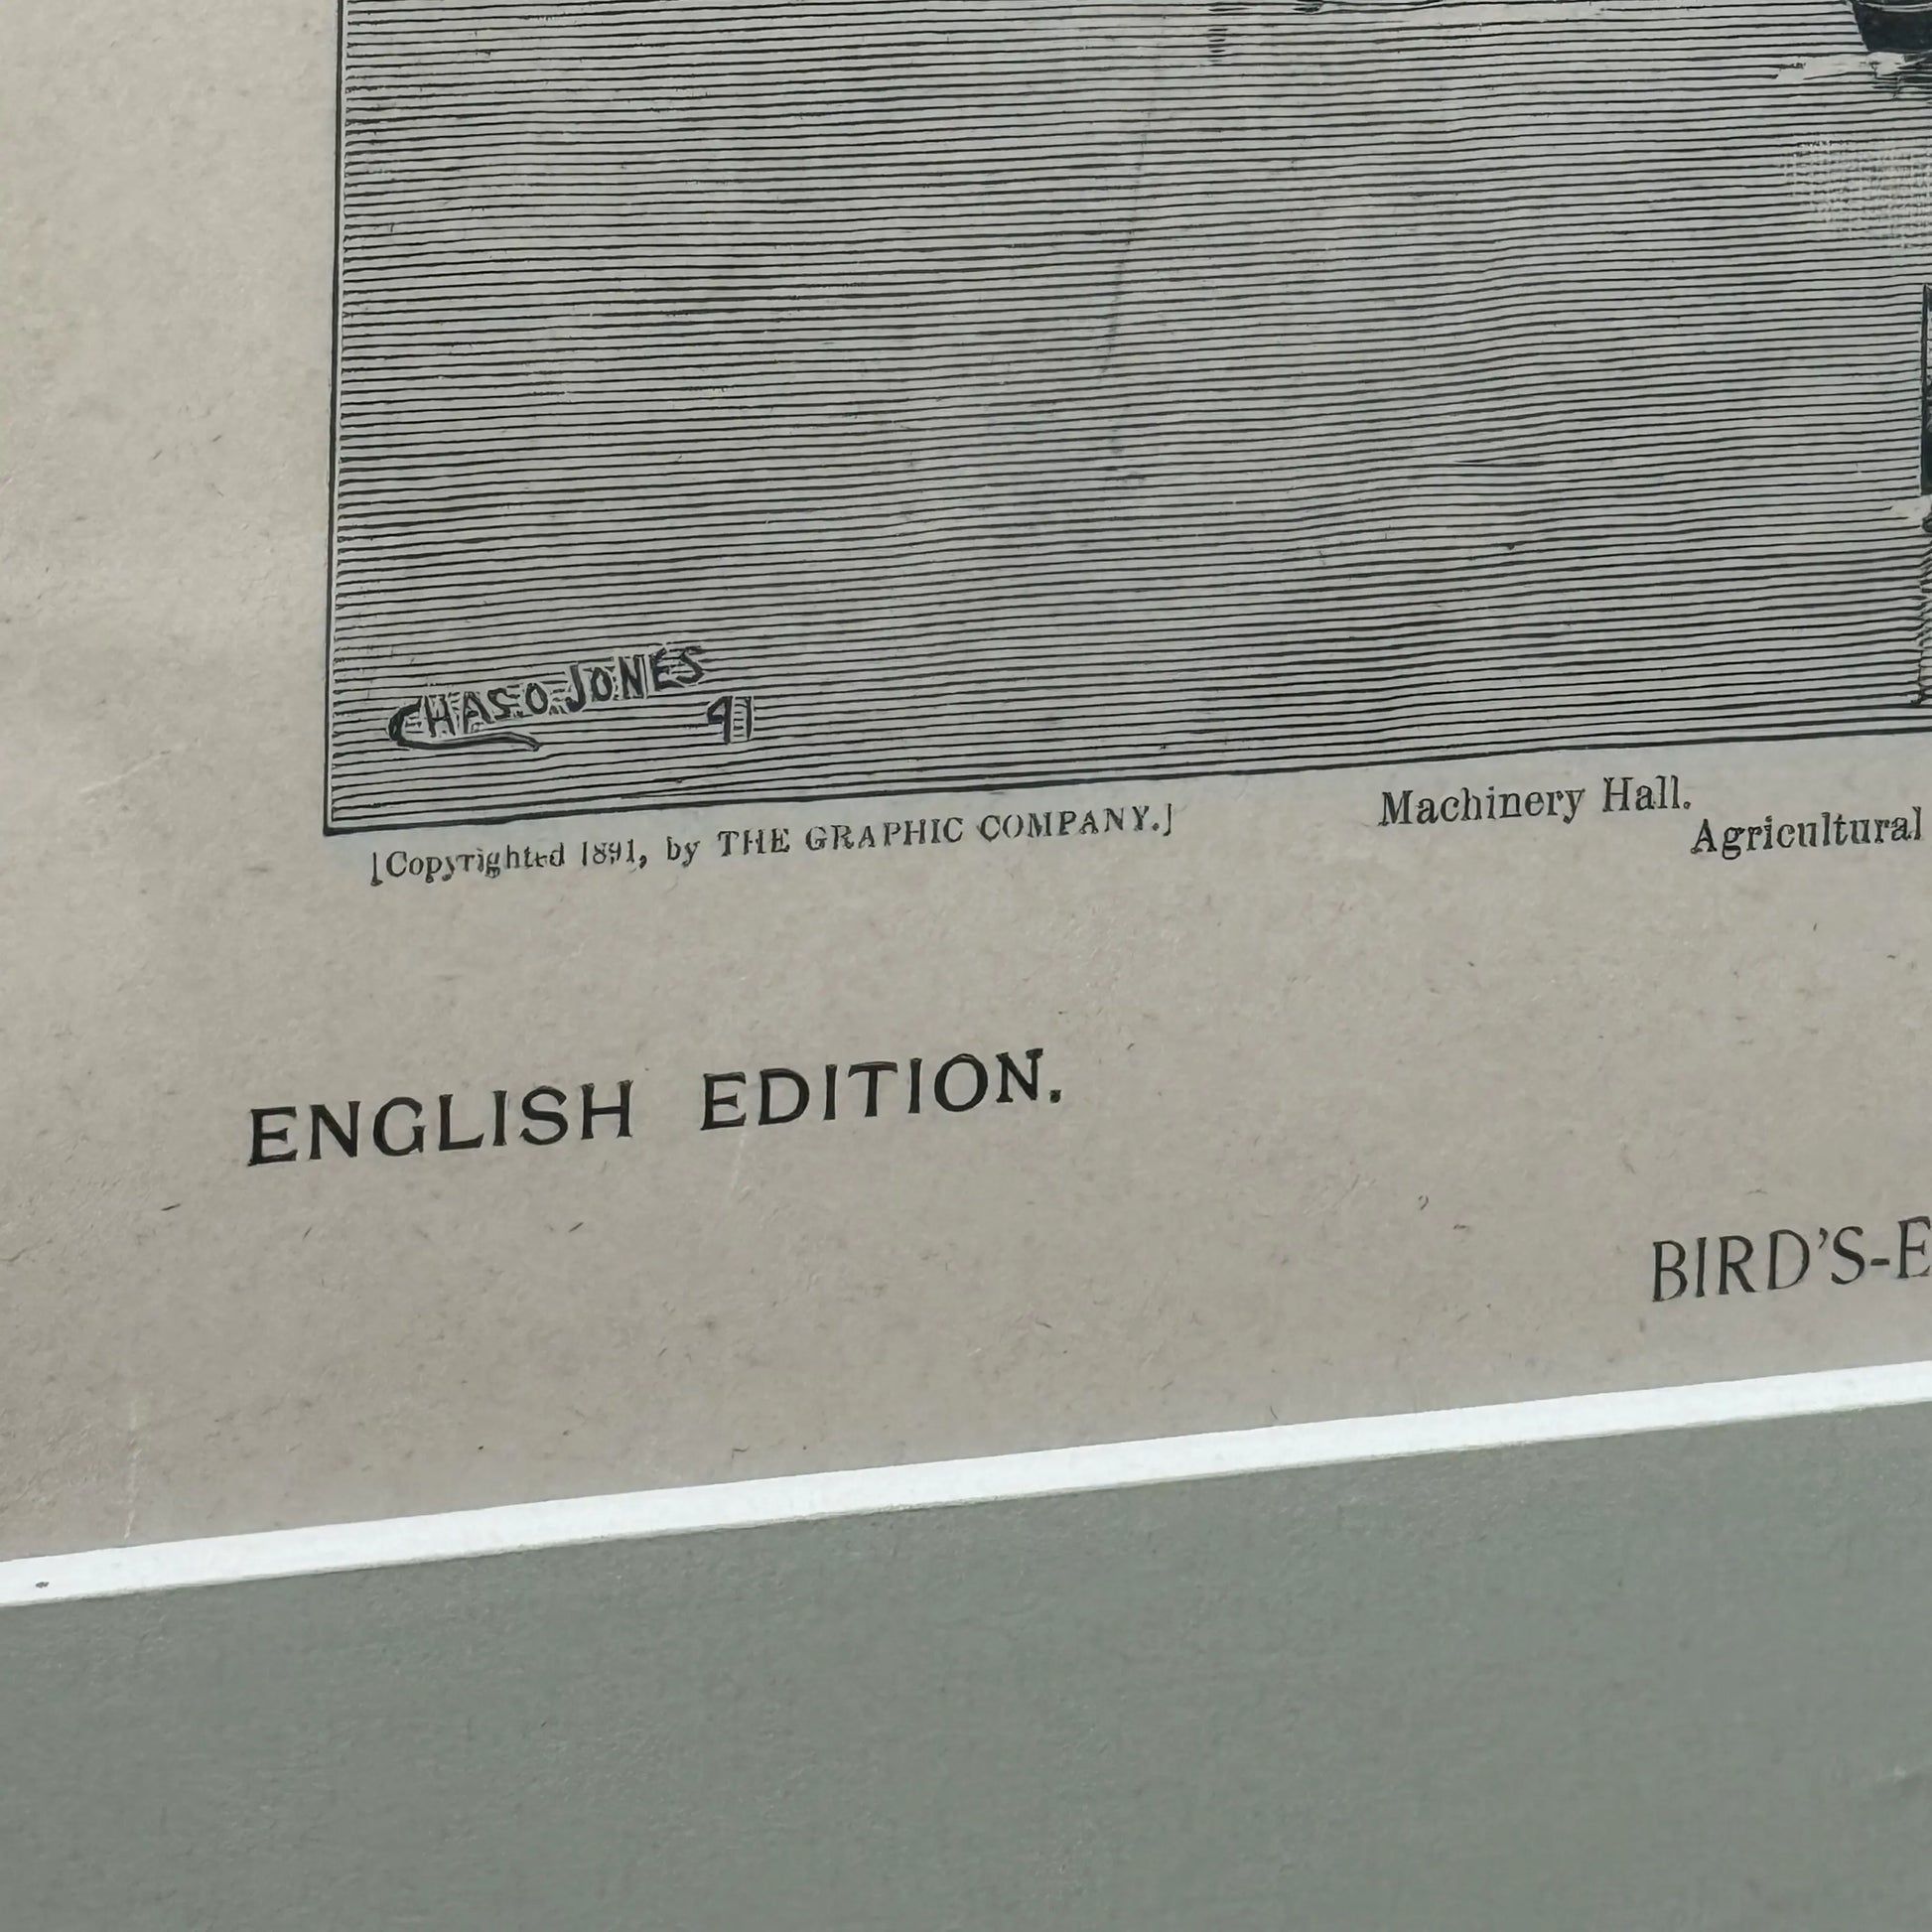 CHAS.O.JONES
91
[Copyrighted 1891, by THE GRAPHIC COMPANY.]
Machinery Hall.
Agricultural
ENGLISH EDITION.
BIRD'S-E